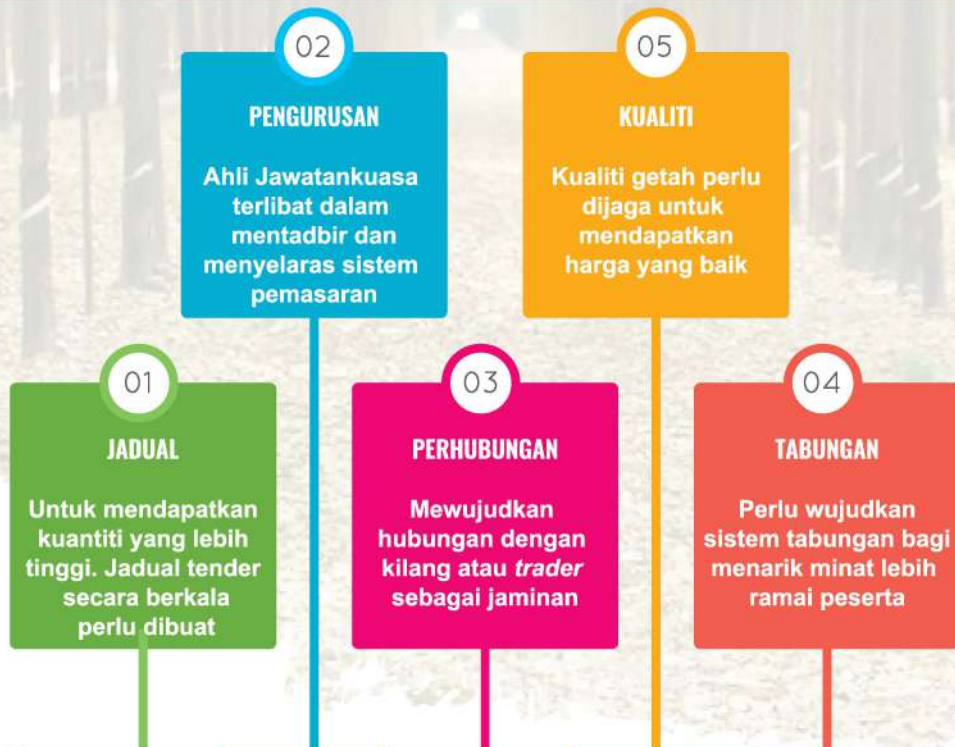 02
PENGURUSAN
Ahli Jawatankuasa
terlibat dalam
mentadbir dan
menyelaras sistem
pemasaran
05
KUALITI
Kualiti getah perlu
dijaga untuk
mendapatkan
harga yang baik
01
JADUAL
Untuk mendapatkan
kuantiti yang lebih
tinggi. Jadual tender
secara berkala
perlu dibuat
03
PERHUBUNGAN
Mewujudkan
hubungan dengan
kilang atau trader
sebagai jaminan
04
TABUNGAN
Perlu wujudkan
sistem tabungan bagi
menarik minat lebih
ramai peserta